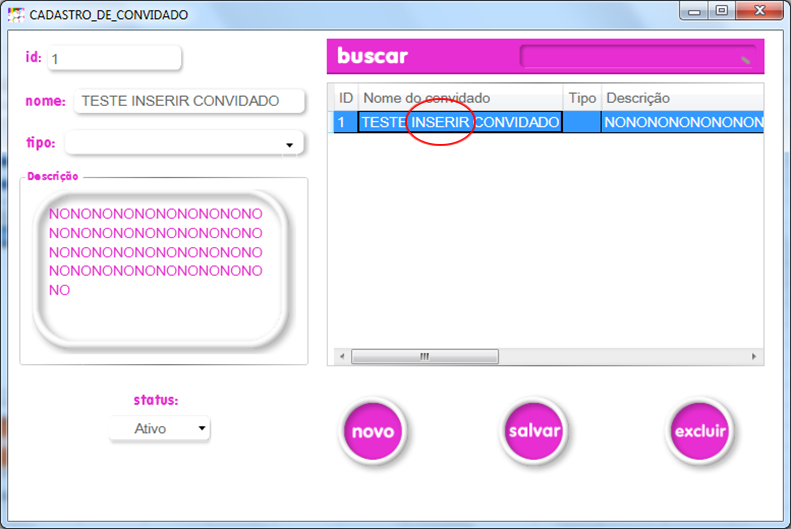 CADASTRO_DE_CONVIDADO
id: 1
nome: TESTE INSERIR CONVIDADO
tipo:
Descrição
NONONONONONONONONONO
NONONONONONONONONONO
NONONONONONONONONONO
NONONONONONONONONONO
NO
status:
Ativo
buscar
ID Nome do convidado Tipo Descrição
1 TESTE INSERIR CONVIDADO NONONONONONONON
novo
salvar
excluir